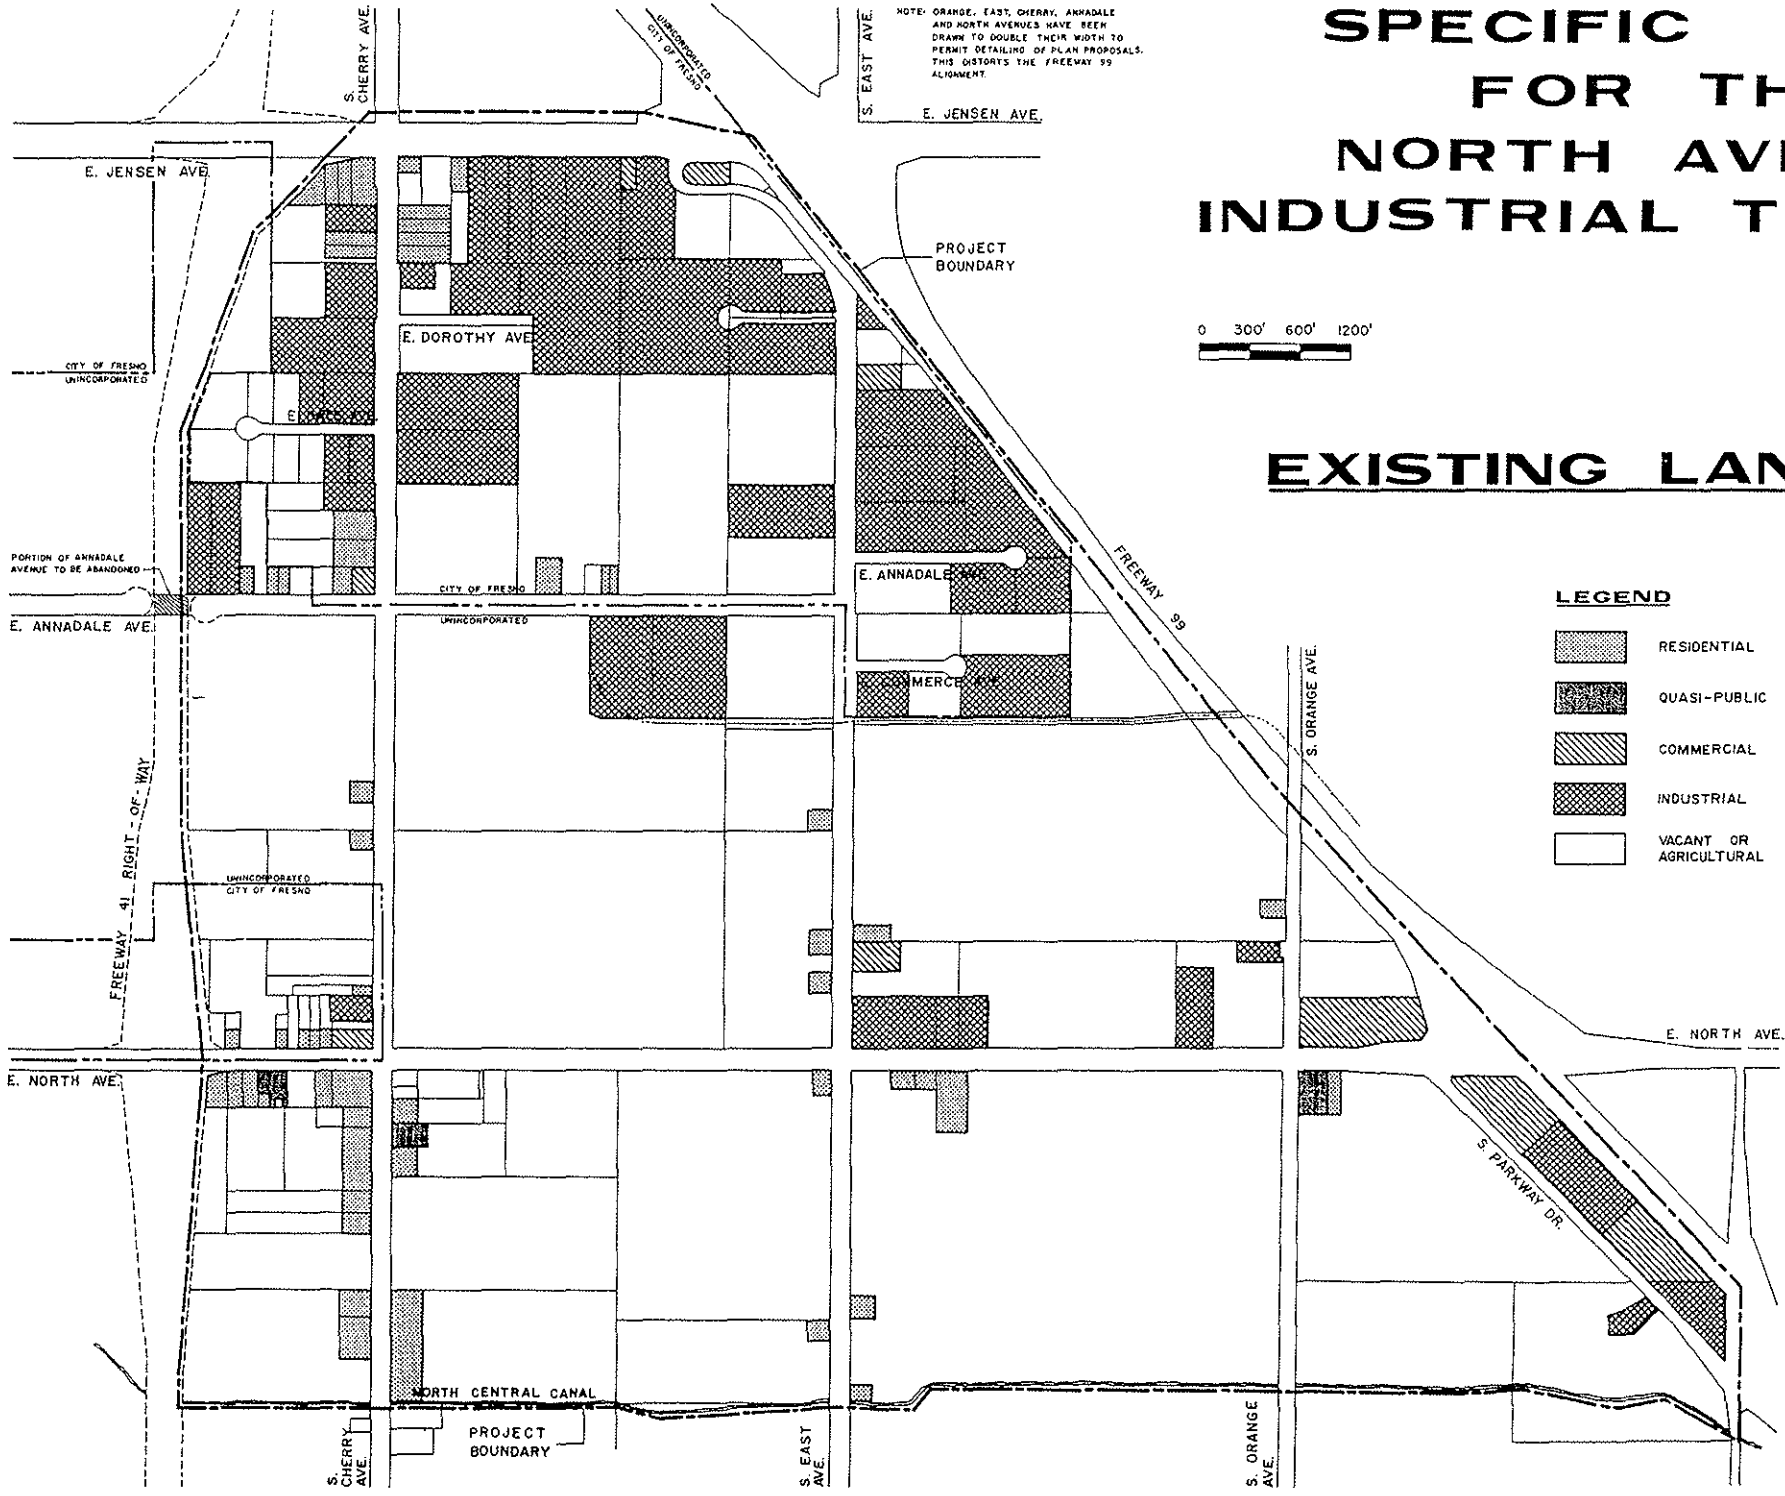 SPECIFIC
FOR TH
NORTH AV
INDUSTRIAL T
NOTE: ORANGE, EAST, CHERRY, ANNADALE
AND NORTH AVENUES HAVE BEEN
DRAWN TO DOUBLE THEIR WIDTH TO
PERMIT DETAILING OF PLAN PROPOSALS.
THIS DISTORTS THE FREEWAY 99
ALIGNMENT.
S.
CHERRY AVE.
UNINCORPORATED
CITY OF FRESNO
S. EAST AVE.
E. JENSEN AVE.
E. JENSEN AVE.
PROJECT
BOUNDARY
0 300' 600' 1200'
E. DOROTHY AVE
CITY OF FRESNO
UNINCORPORATED
EXISTING LAN
PORTION OF ANNADALE
AVENUE TO BE ABANDONED
CITY OF FRESNO
UNINCORPORATED
E. ANNADALE AVE.
E. ANNADALE AVE.
FREEWAY 99
COMMERCE AVE.
S. ORANGE AVE.
LEGEND
RESIDENTIAL
QUASI-PUBLIC
COMMERCIAL
INDUSTRIAL
VACANT OR
AGRICULTURAL
FREEWAY 41 RIGHT-OF-WAY
UNINCORPORATED
CITY OF FRESNO
E. NORTH AVE.
E. NORTH AVE.
S. PARKWAY DR.
NORTH CENTRAL CANAL
PROJECT
BOUNDARY
S.
CHERRY
AVE.
S. EAST
AVE.
S. ORANGE
AVE.